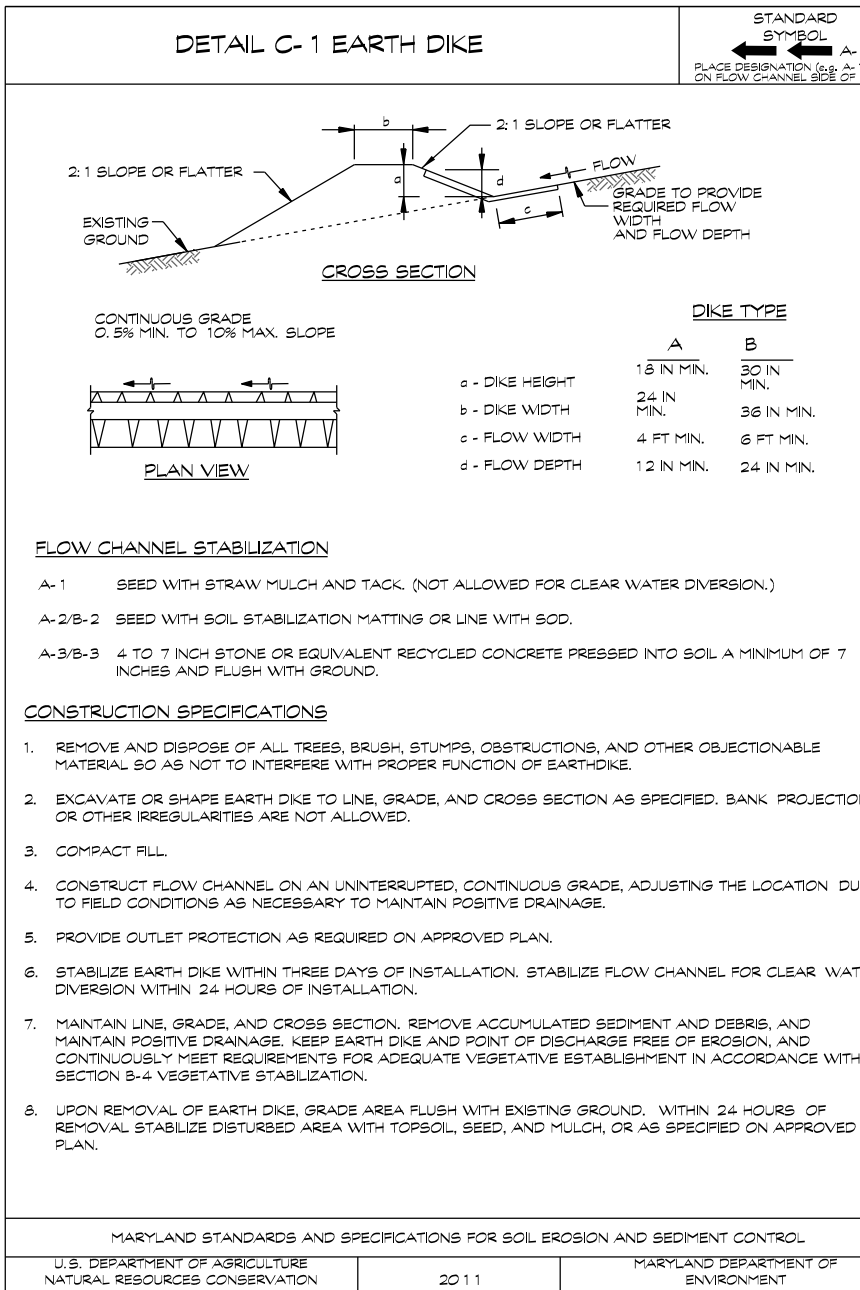 DETAIL C-1 EARTH DIKE
STANDARD
SYMBOL
A-
PLACE DESIGNATION (e.g. A-
ON FLOW CHANNEL SIDE OF
b
2:1 SLOPE OR FLATTER
2:1 SLOPE OR FLATTER
a
d
FLOW
c
GRADE TO PROVIDE
REQUIRED FLOW
WIDTH
AND FLOW DEPTH
EXISTING
GROUND
CROSS SECTION
CONTINUOUS GRADE
0.5% MIN. TO 10% MAX. SLOPE
PLAN VIEW
DIKE TYPE
A B
a - DIKE HEIGHT 18 IN MIN. 30 IN MIN.
b - DIKE WIDTH 24 IN MIN. 36 IN MIN.
c - FLOW WIDTH 4 FT MIN. 6 FT MIN.
d - FLOW DEPTH 12 IN MIN. 24 IN MIN.
FLOW CHANNEL STABILIZATION
A-1 SEED WITH STRAW MULCH AND TACK. (NOT ALLOWED FOR CLEAR WATER DIVERSION.)
A-2/B-2 SEED WITH SOIL STABILIZATION MATTING OR LINE WITH SOD.
A-3/B-3 4 TO 7 INCH STONE OR EQUIVALENT RECYCLED CONCRETE PRESSED INTO SOIL A MINIMUM OF 7
INCHES AND FLUSH WITH GROUND.
CONSTRUCTION SPECIFICATIONS
1. REMOVE AND DISPOSE OF ALL TREES, BRUSH, STUMPS, OBSTRUCTIONS, AND OTHER OBJECTIONABLE
MATERIAL SO AS NOT TO INTERFERE WITH PROPER FUNCTION OF EARTHDIKE.
2. EXCAVATE OR SHAPE EARTH DIKE TO LINE, GRADE, AND CROSS SECTION AS SPECIFIED. BANK PROJECTION
OR OTHER IRREGULARITIES ARE NOT ALLOWED.
3. COMPACT FILL.
4. CONSTRUCT FLOW CHANNEL ON AN UNINTERRUPTED, CONTINUOUS GRADE, ADJUSTING THE LOCATION DU
TO FIELD CONDITIONS AS NECESSARY TO MAINTAIN POSITIVE DRAINAGE.
5. PROVIDE OUTLET PROTECTION AS REQUIRED ON APPROVED PLAN.
6. STABILIZE EARTH DIKE WITHIN THREE DAYS OF INSTALLATION. STABILIZE FLOW CHANNEL FOR CLEAR WAT
DIVERSION WITHIN 24 HOURS OF INSTALLATION.
7. MAINTAIN LINE, GRADE, AND CROSS SECTION. REMOVE ACCUMULATED SEDIMENT AND DEBRIS, AND
MAINTAIN POSITIVE DRAINAGE. KEEP EARTH DIKE AND POINT OF DISCHARGE FREE OF EROSION, AND
CONTINUOUSLY MEET REQUIREMENTS FOR ADEQUATE VEGETATIVE ESTABLISHMENT IN ACCORDANCE WITH
SECTION B-4 VEGETATIVE STABILIZATION.
8. UPON REMOVAL OF EARTH DIKE, GRADE AREA FLUSH WITH EXISTING GROUND. WITHIN 24 HOURS OF
REMOVAL STABILIZE DISTURBED AREA WITH TOPSOIL, SEED, AND MULCH, OR AS SPECIFIED ON APPROVED
PLAN.
MARYLAND STANDARDS AND SPECIFICATIONS FOR SOIL EROSION AND SEDIMENT CONTROL
U.S. DEPARTMENT OF AGRICULTURE
NATURAL RESOURCES CONSERVATION
2011
MARYLAND DEPARTMENT OF
ENVIRONMENT